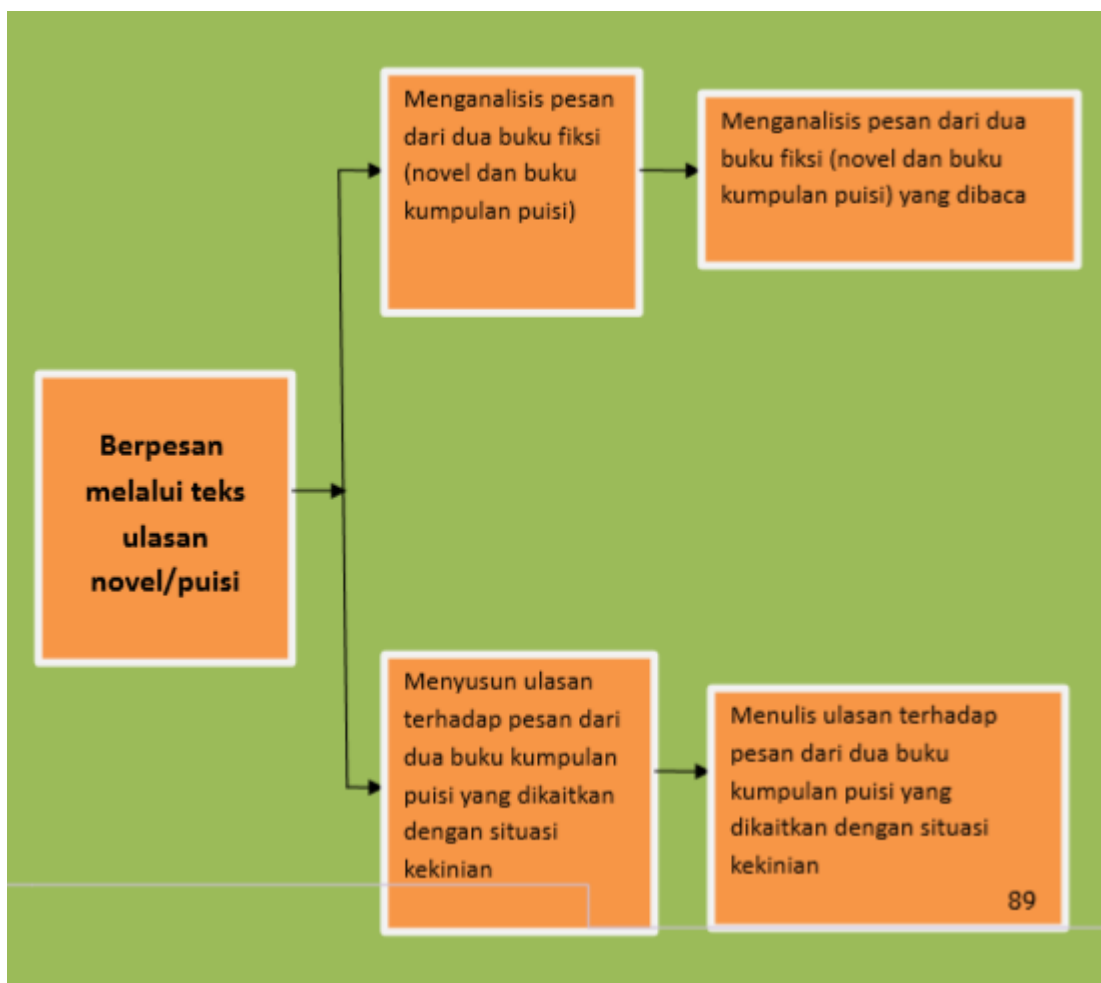 Menganalisis pesan
dari dua buku fiksi
(novel dan buku
kumpulan puisi)
Menganalisis pesan dari dua
buku fiksi (novel dan buku
kumpulan puisi) yang dibaca
Berpesan
melalui teks
ulasan
novel/puisi
Menyusun ulasan
terhadap pesan dari
dua buku kumpulan
puisi yang dikaitkan
dengan situasi
kekinian
Menulis ulasan terhadap
pesan dari dua buku
kumpulan puisi yang
dikaitkan dengan situasi
kekinian
89